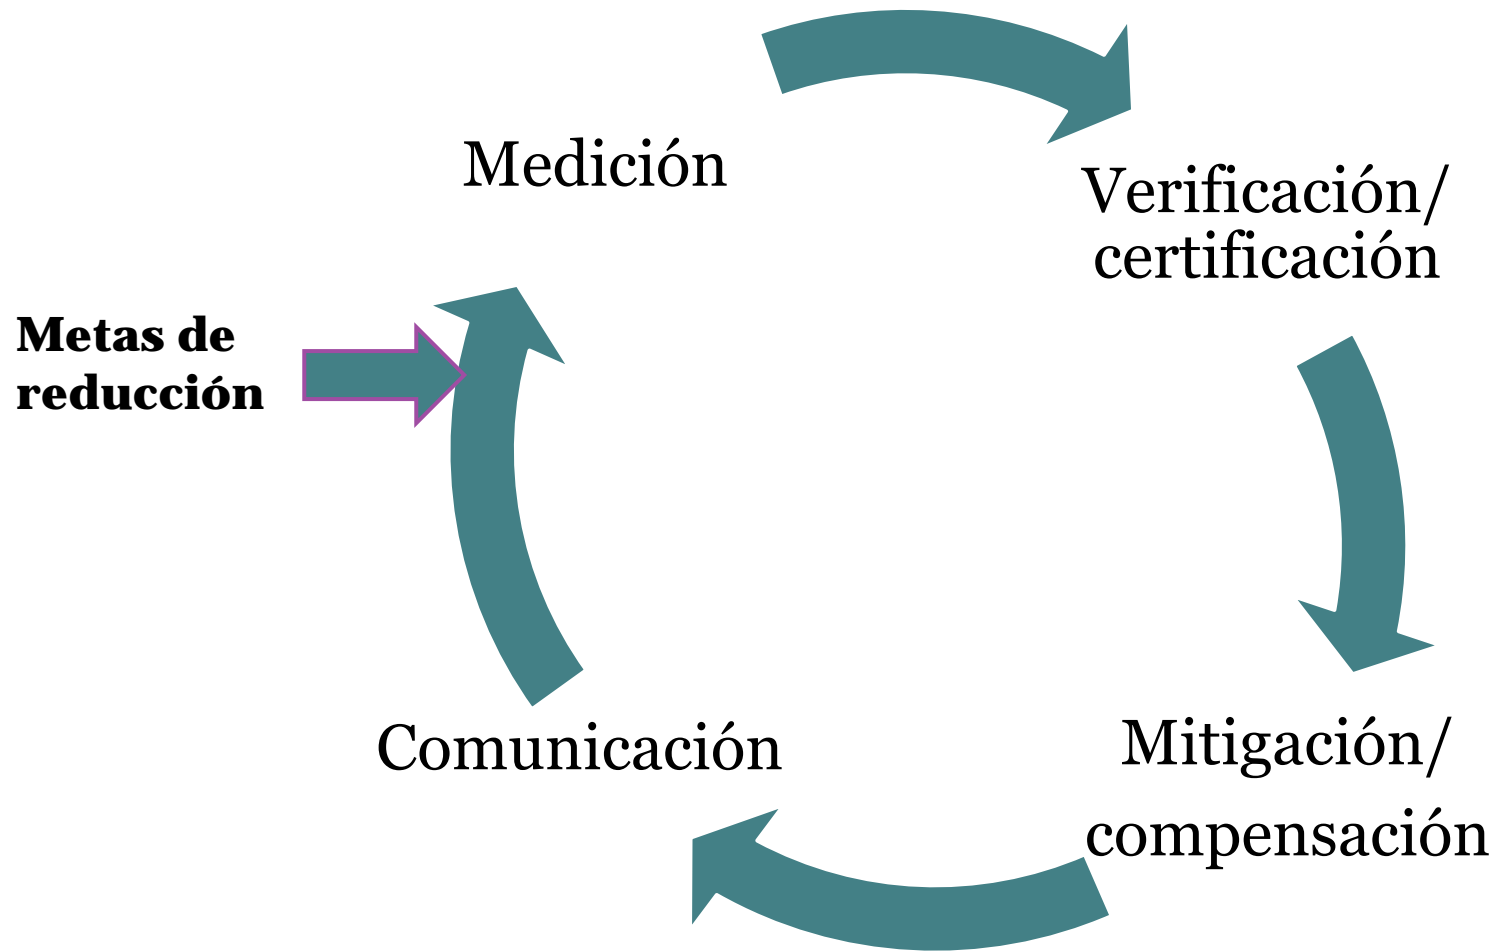 Medición
Verificación/
certificación
Metas de
reducción
Comunicación
Mitigación/
compensación